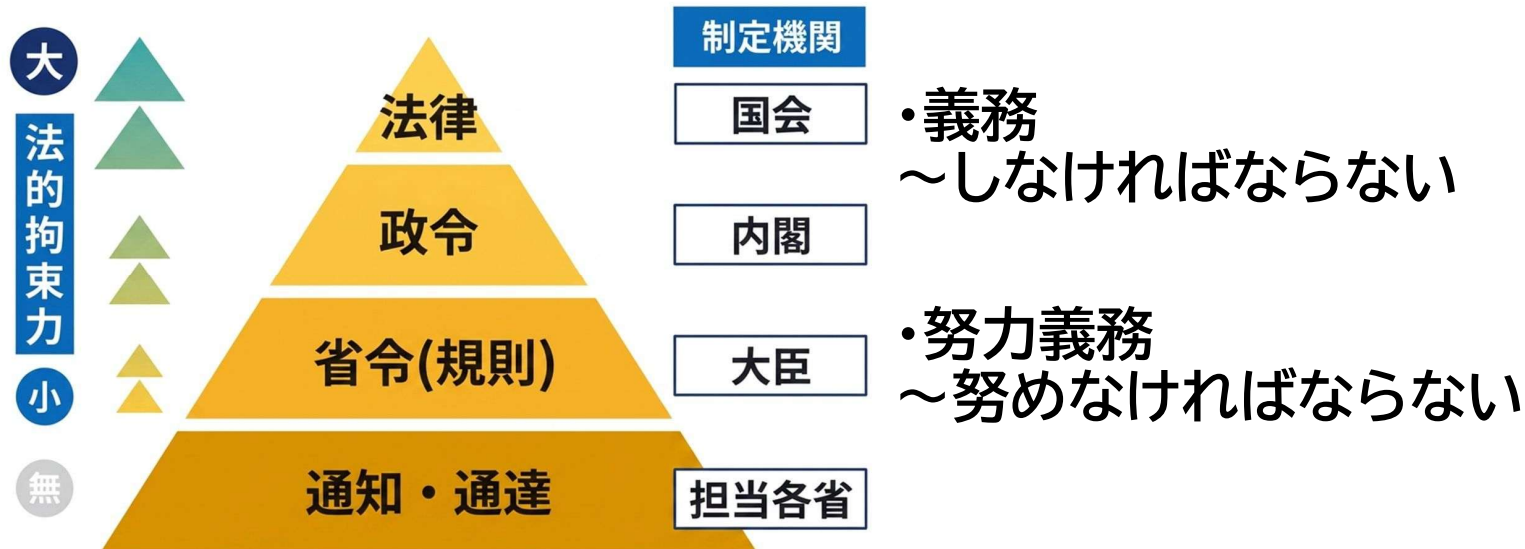 大
法的拘束力
小
無
法律
政令
省令(規則)
通知・通達
制定機関
国会
内閣
大臣
担当各省
・義務
～しなければならない
・努力義務
～努めなければならない